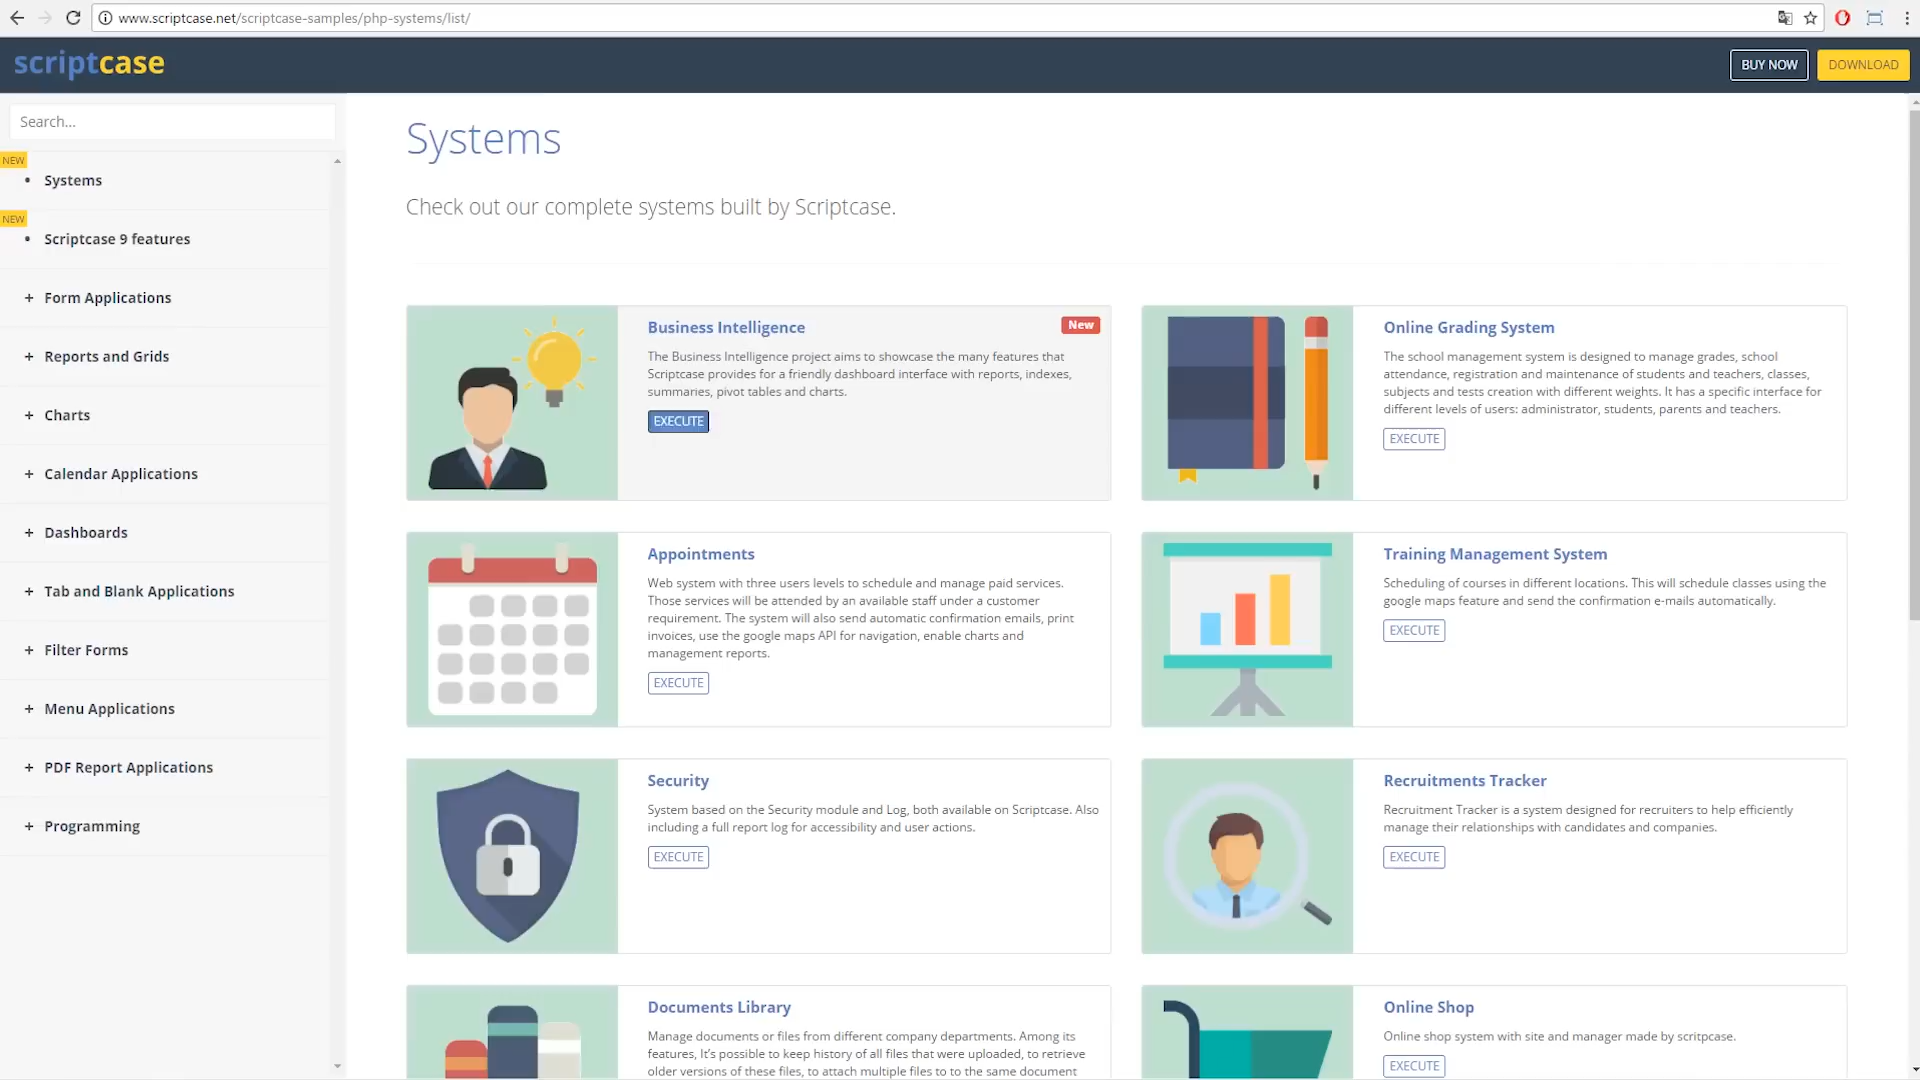 www.scriptcase.net/scriptcase-samples/php-systems/list/
scriptcase
BUY NOW
DOWNLOAD
Search...
NEW
Systems
NEW
Scriptcase 9 features
+ Form Applications
+ Reports and Grids
+ Charts
+ Calendar Applications
+ Dashboards
+ Tab and Blank Applications
+ Filter Forms
+ Menu Applications
+ PDF Report Applications
+ Programming
Systems
Check out our complete systems built by Scriptcase.
Business Intelligence
New
The Business Intelligence project aims to showcase the many features that
Scriptcase provides for a friendly dashboard interface with reports, indexes,
summaries, pivot tables and charts.
EXECUTE
Online Grading System
The school management system is designed to manage grades, school
attendance, registration and maintenance of students and teachers, classes,
subjects and tests creation with different weights. It has a specific interface for
different levels of users: administrator, students, parents and teachers.
EXECUTE
Appointments
Web system with three users levels to schedule and manage paid services.
Those services will be attended by an available staff under a customer
requirement. The system will also send automatic confirmation emails, print
invoices, use the google maps API for navigation, enable charts and
management reports.
EXECUTE
Training Management System
Scheduling of courses in different locations. This will schedule classes using the
google maps feature and send the confirmation e-mails automatically.
EXECUTE
Security
System based on the Security module and Log, both available on Scriptcase. Also
including a full report log for accessibility and user actions.
EXECUTE
Recruitments Tracker
Recruitment Tracker is a system designed for recruiters to help efficiently
manage their relationships with candidates and companies.
EXECUTE
Documents Library
Manage documents or files from different company departments. Among its
features, It's possible to keep history of all files that were uploaded, to retrieve
older versions of these files, to attach multiple files to to the same document
Online Shop
Online shop system with site and manager made by scritpcase.
EXECUTE